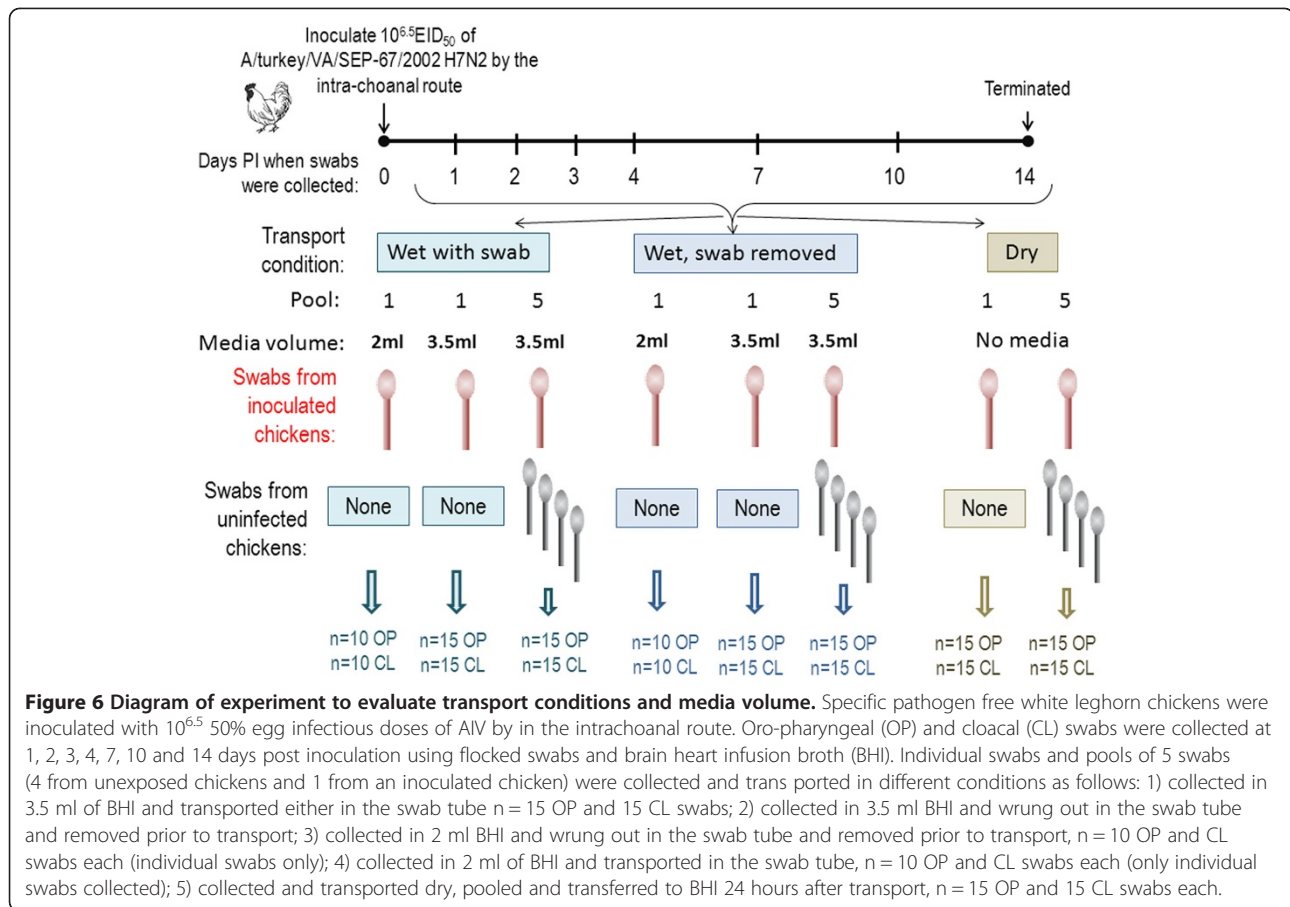 Inoculate 10^6.5EID50 of
A/turkey/VA/SEP-67/2002 H7N2 by the
intra-choanal route
Terminated
Days PI when swabs
were collected:
0 1 2 3 4 7 10 14
Transport
condition:
Wet with swab Wet, swab removed Dry
Pool: 1 1 5 1 1 5 1 5
Media volume: 2ml 3.5ml 3.5ml 2ml 3.5ml 3.5ml No media
Swabs from
inoculated
chickens:
Swabs from
uninfected
chickens:
None None None None None
n=10 OP n=15 OP n=15 OP n=10 OP n=15 OP n=15 OP n=15 OP n=15 OP
n=10 CL n=15 CL n=15 CL n=10 CL n=15 CL n=15 CL n=15 CL n=15 CL
Figure 6 Diagram of experiment to evaluate transport conditions and media volume. Specific pathogen free white leghorn chickens were
inoculated with 10^6.5 50% egg infectious doses of AIV by in the intrachoanal route. Oro-pharyngeal (OP) and cloacal (CL) swabs were collected at
1, 2, 3, 4, 7, 10 and 14 days post inoculation using flocked swabs and brain heart infusion broth (BHI). Individual swabs and pools of 5 swabs
(4 from unexposed chickens and 1 from an inoculated chicken) were collected and trans ported in different conditions as follows: 1) collected in
3.5 ml of BHI and transported either in the swab tube n = 15 OP and 15 CL swabs; 2) collected in 3.5 ml BHI and wrung out in the swab tube
and removed prior to transport; 3) collected in 2 ml BHI and wrung out in the swab tube and removed prior to transport, n = 10 OP and CL
swabs each (individual swabs only); 4) collected in 2 ml of BHI and transported in the swab tube, n = 10 OP and CL swabs each (only individual
swabs collected); 5) collected and transported dry, pooled and transferred to BHI 24 hours after transport, n = 15 OP and 15 CL swabs each.